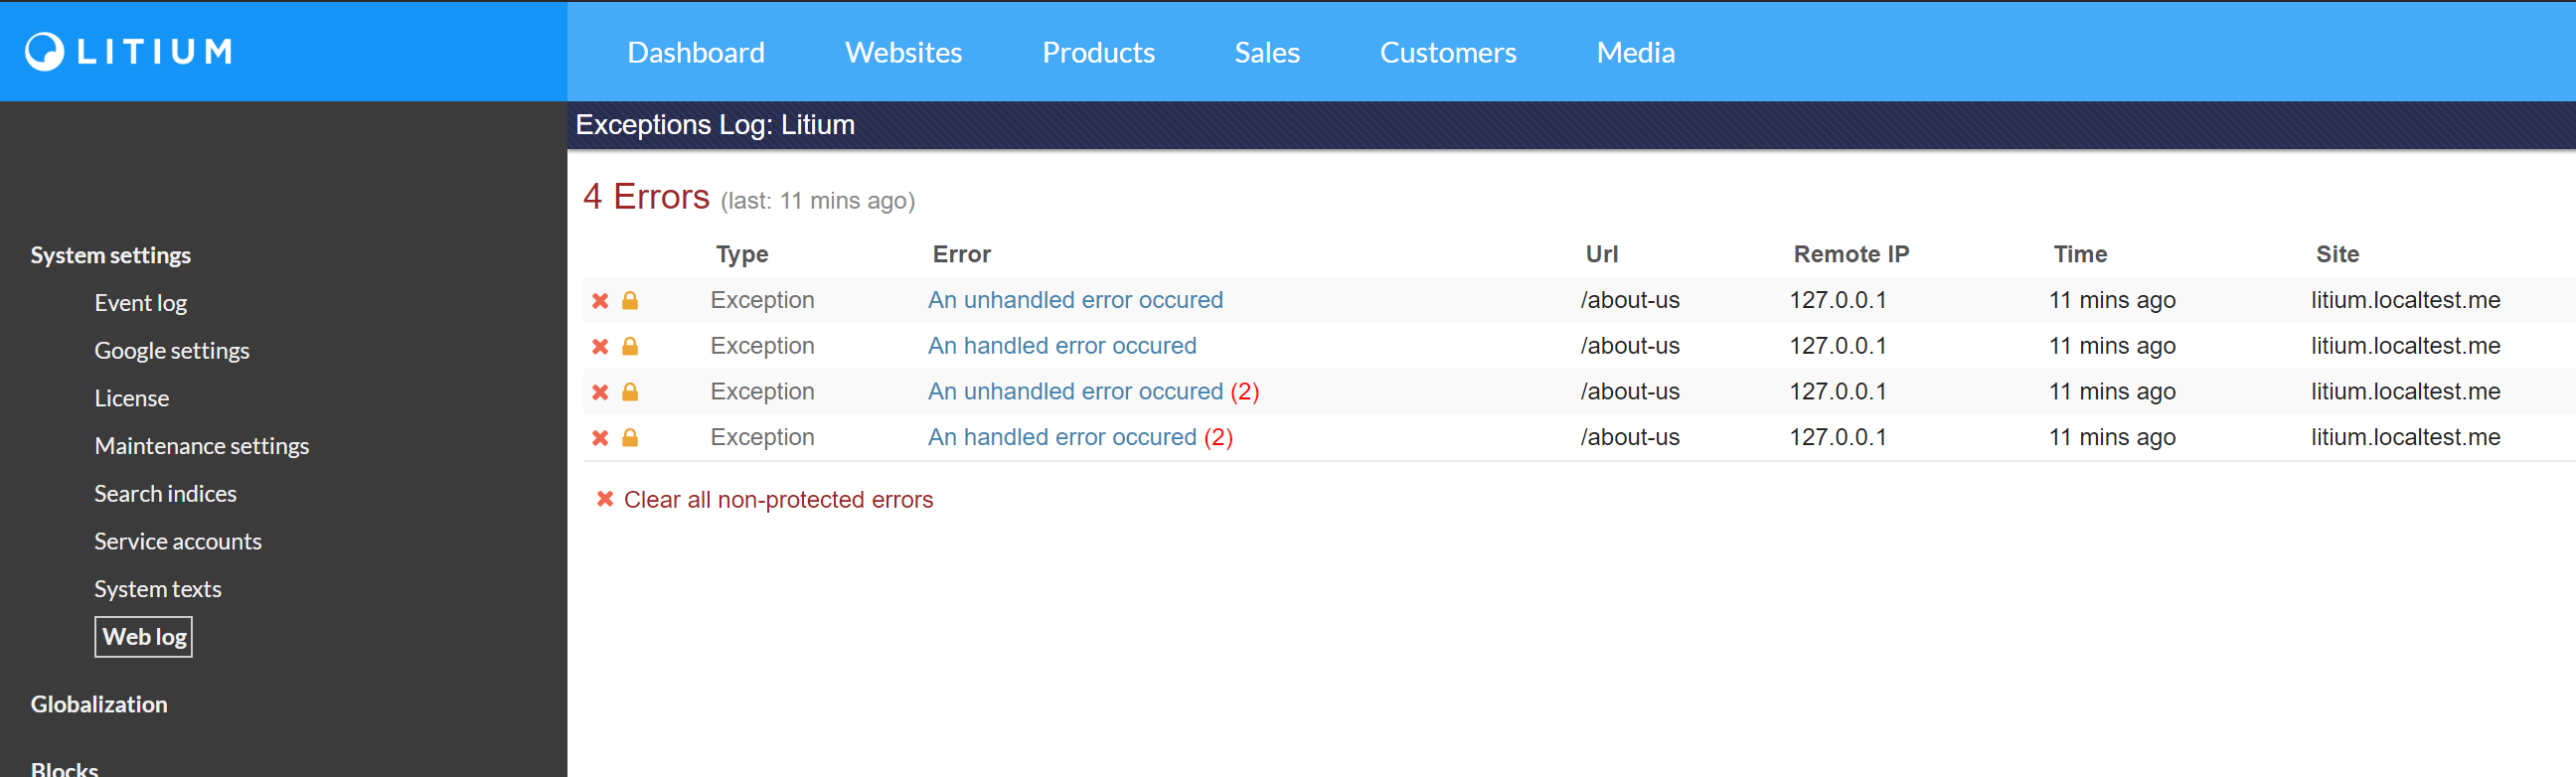 LITIUM
Dashboard Websites Products Sales Customers Media
Exceptions Log: Litium
4 Errors (last: 11 mins ago)
Type Error Url Remote IP Time Site
Exception An unhandled error occured /about-us 127.0.0.1 11 mins ago litium.localtest.me
Exception An handled error occured /about-us 127.0.0.1 11 mins ago litium.localtest.me
Exception An unhandled error occured (2) /about-us 127.0.0.1 11 mins ago litium.localtest.me
Exception An handled error occured (2) /about-us 127.0.0.1 11 mins ago litium.localtest.me
Clear all non-protected errors
System settings
Event log
Google settings
License
Maintenance settings
Search indices
Service accounts
System texts
Web log
Globalization
Blocks